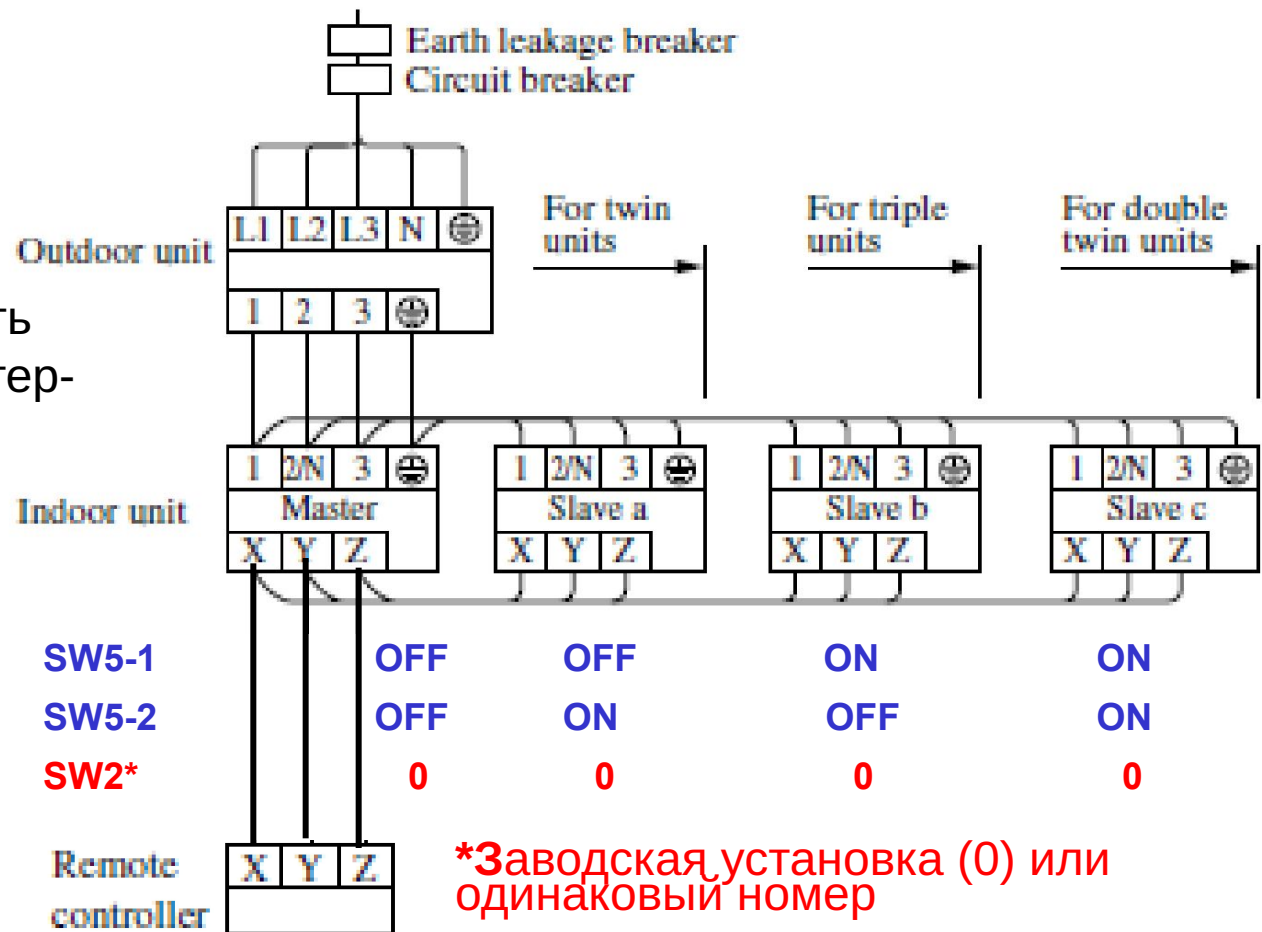 Earth leakage breaker
Circuit breaker
For twin units
For triple units
For double twin units
L1 L2 L3 N
Outdoor unit
ть
1 2 3
тер-
1 2/N 3 1 2/N 3 1 2/N 3 1 2/N 3
Indoor unit Master Slave a Slave b Slave c
X Y Z X Y Z X Y Z X Y Z
SW5-1 OFF OFF ON ON
SW5-2 OFF ON OFF ON
SW2* 0 0 0 0
Remote controller
X Y Z
*Заводская установка (0) или
одинаковый номер